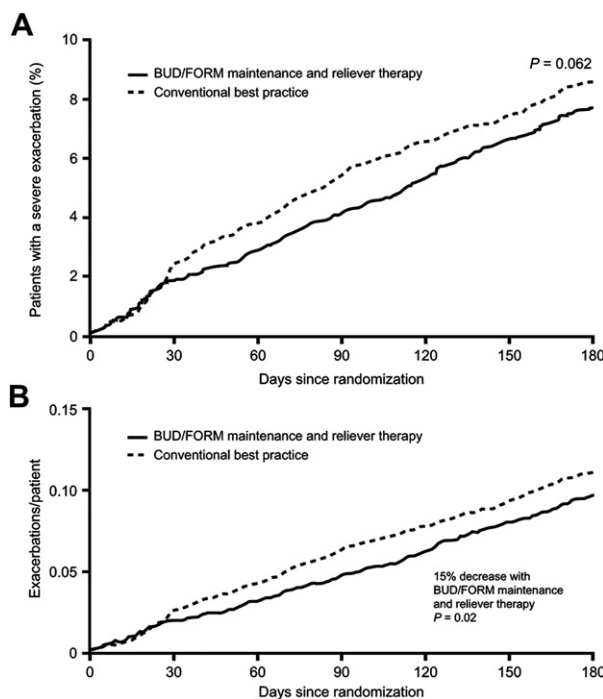 A
10
8
6
4
2
0
Patients with a severe exacerbation (%)
BUD/FORM maintenance and reliever therapy
Conventional best practice
P = 0.062
0 30 60 90 120 150 180
Days since randomization
B
0.15
0.10
0.05
0
Exacerbations/patient
BUD/FORM maintenance and reliever therapy
Conventional best practice
15% decrease with
BUD/FORM maintenance
and reliever therapy
P = 0.02
0 30 60 90 120 150 180
Days since randomization